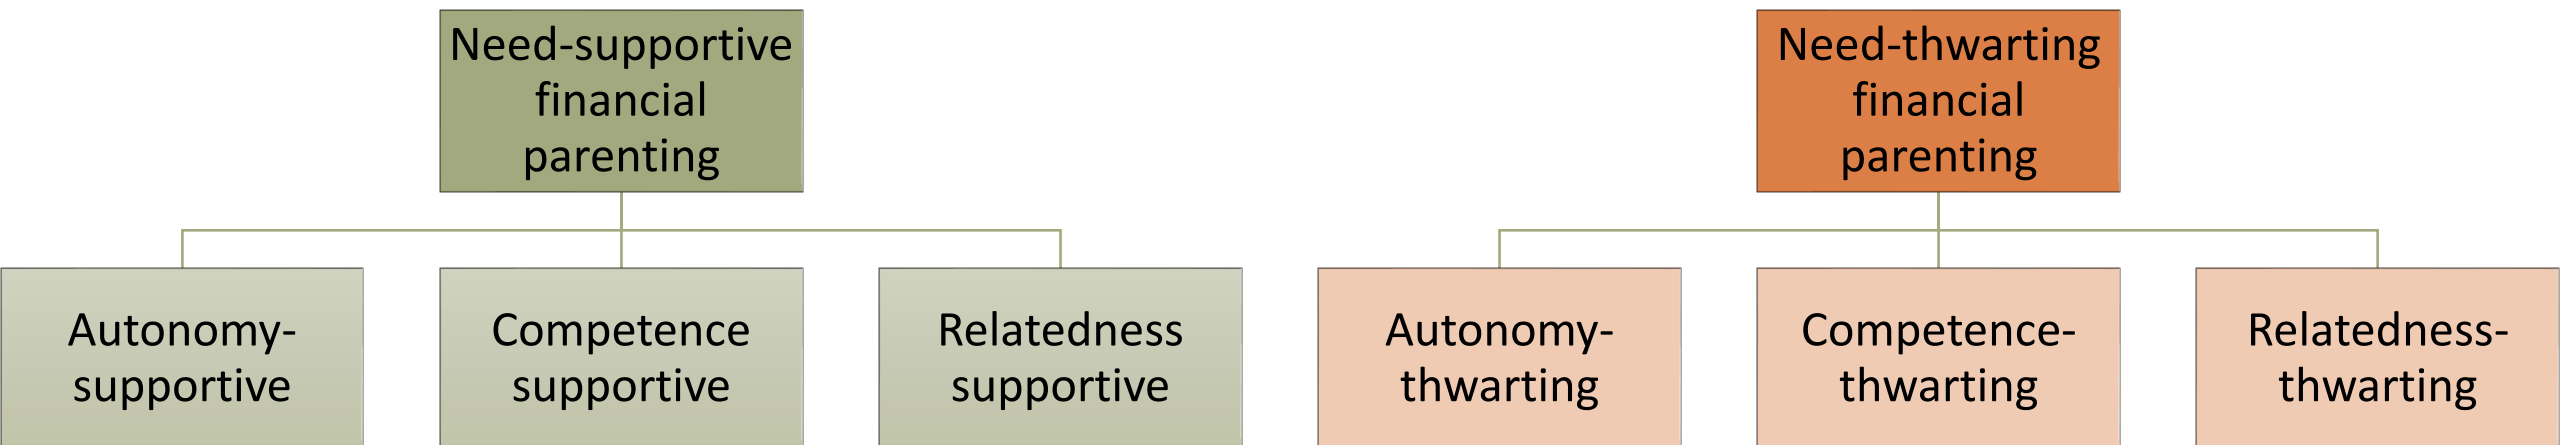 Need-supportive
financial
parenting
Need-thwarting
financial
parenting
Autonomy-
supportive
Competence
supportive
Relatedness
supportive
Autonomy-
thwarting
Competence-
thwarting
Relatedness-
thwarting